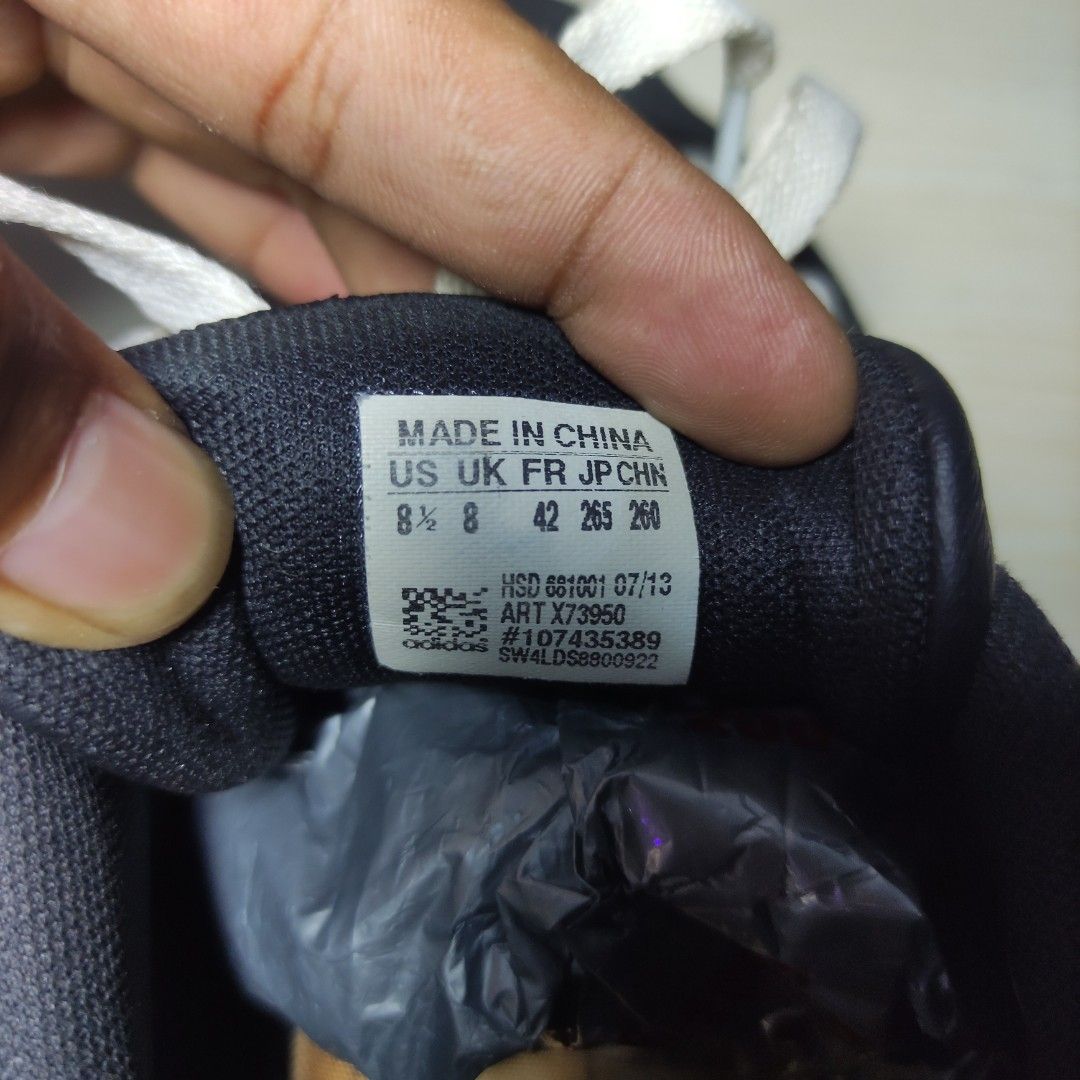 MADE IN CHINA
US UK FR JP CHN
8½ 8 42 265 260
HSD 681001 07/13
ART X73950
#107435389
adidas
SW4LDS8800922